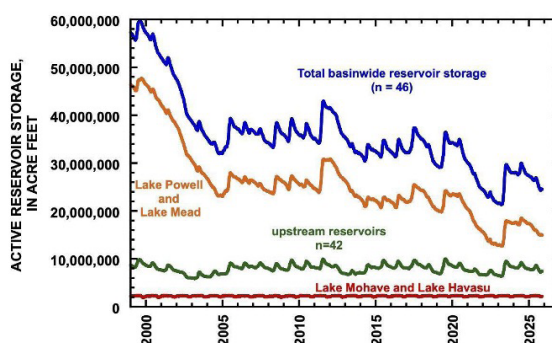 ACTIVE RESERVOIR STORAGE,
IN ACRE FEET
60,000,000
50,000,000
40,000,000
30,000,000
20,000,000
10,000,000
0
Total basinwide reservoir storage
(n = 46)
Lake Powell
and
Lake Mead
upstream reservoirs
n=42
Lake Mohave and Lake Havasu
2000
2005
2010
2015
2020
2025